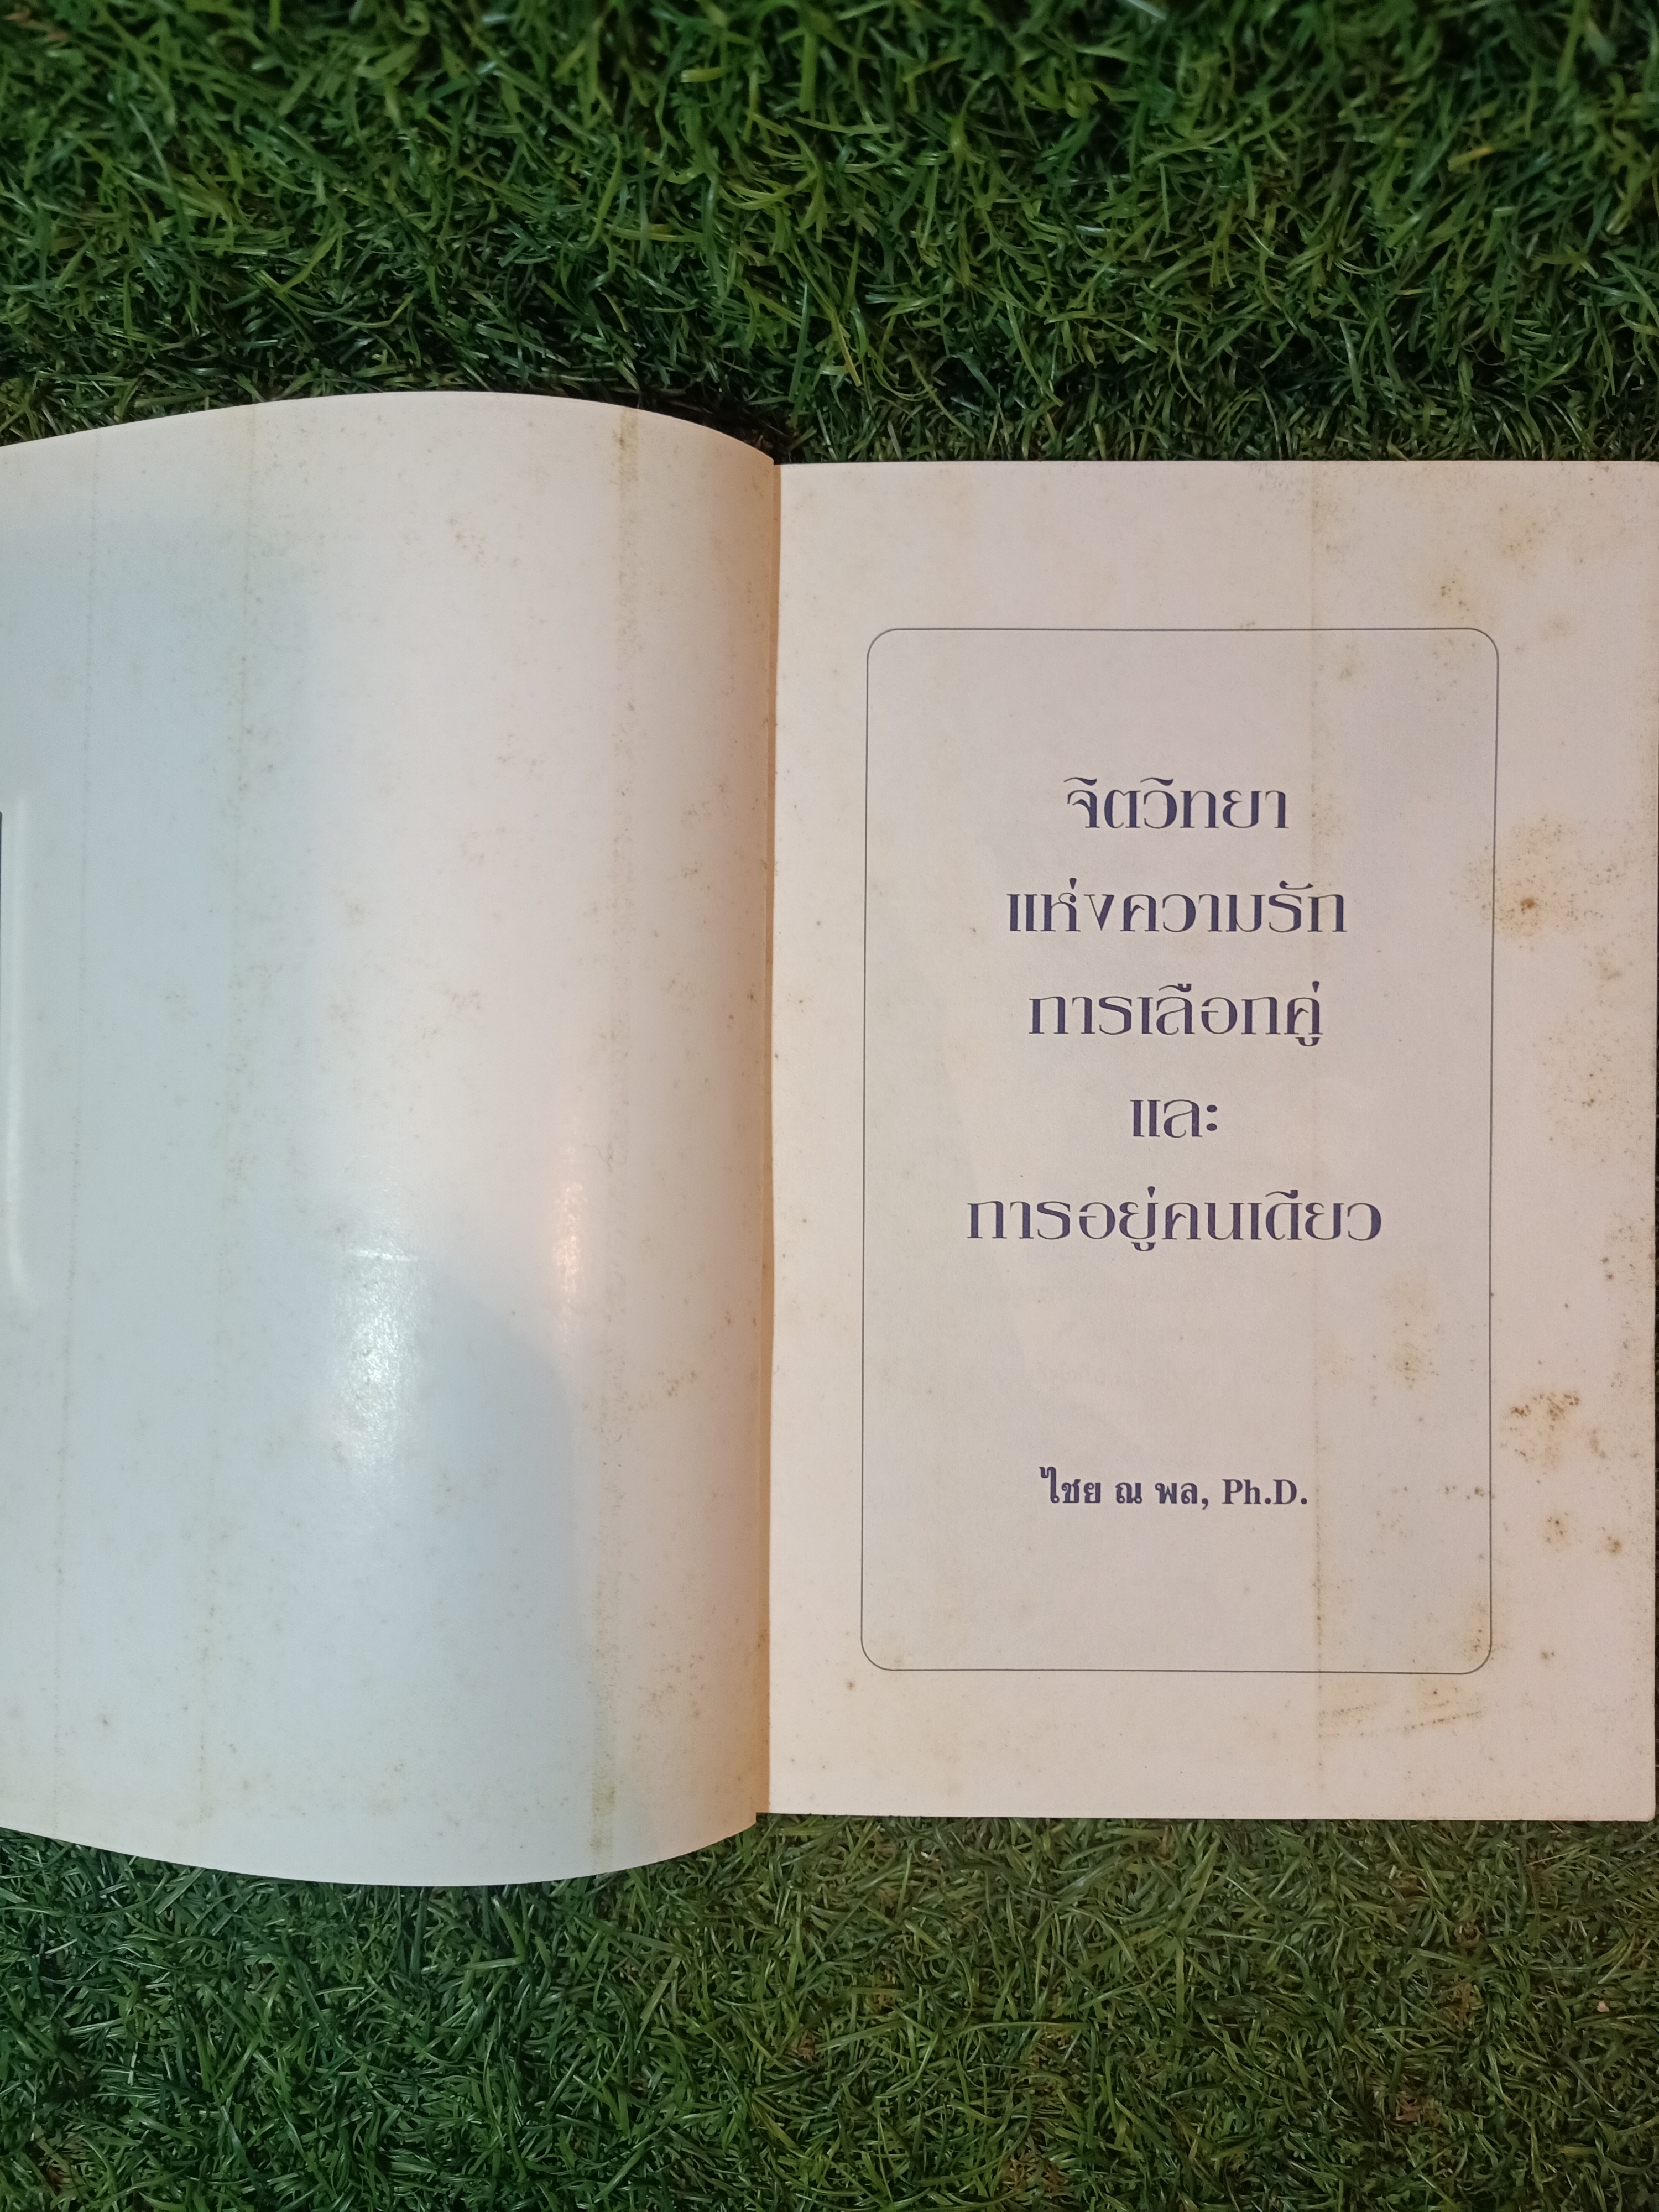 จิตวิทยา
แห่งความรัก
การเลือกคู่
และ
การอยู่คนเดียว
ไชย ณ พล, Ph.D.